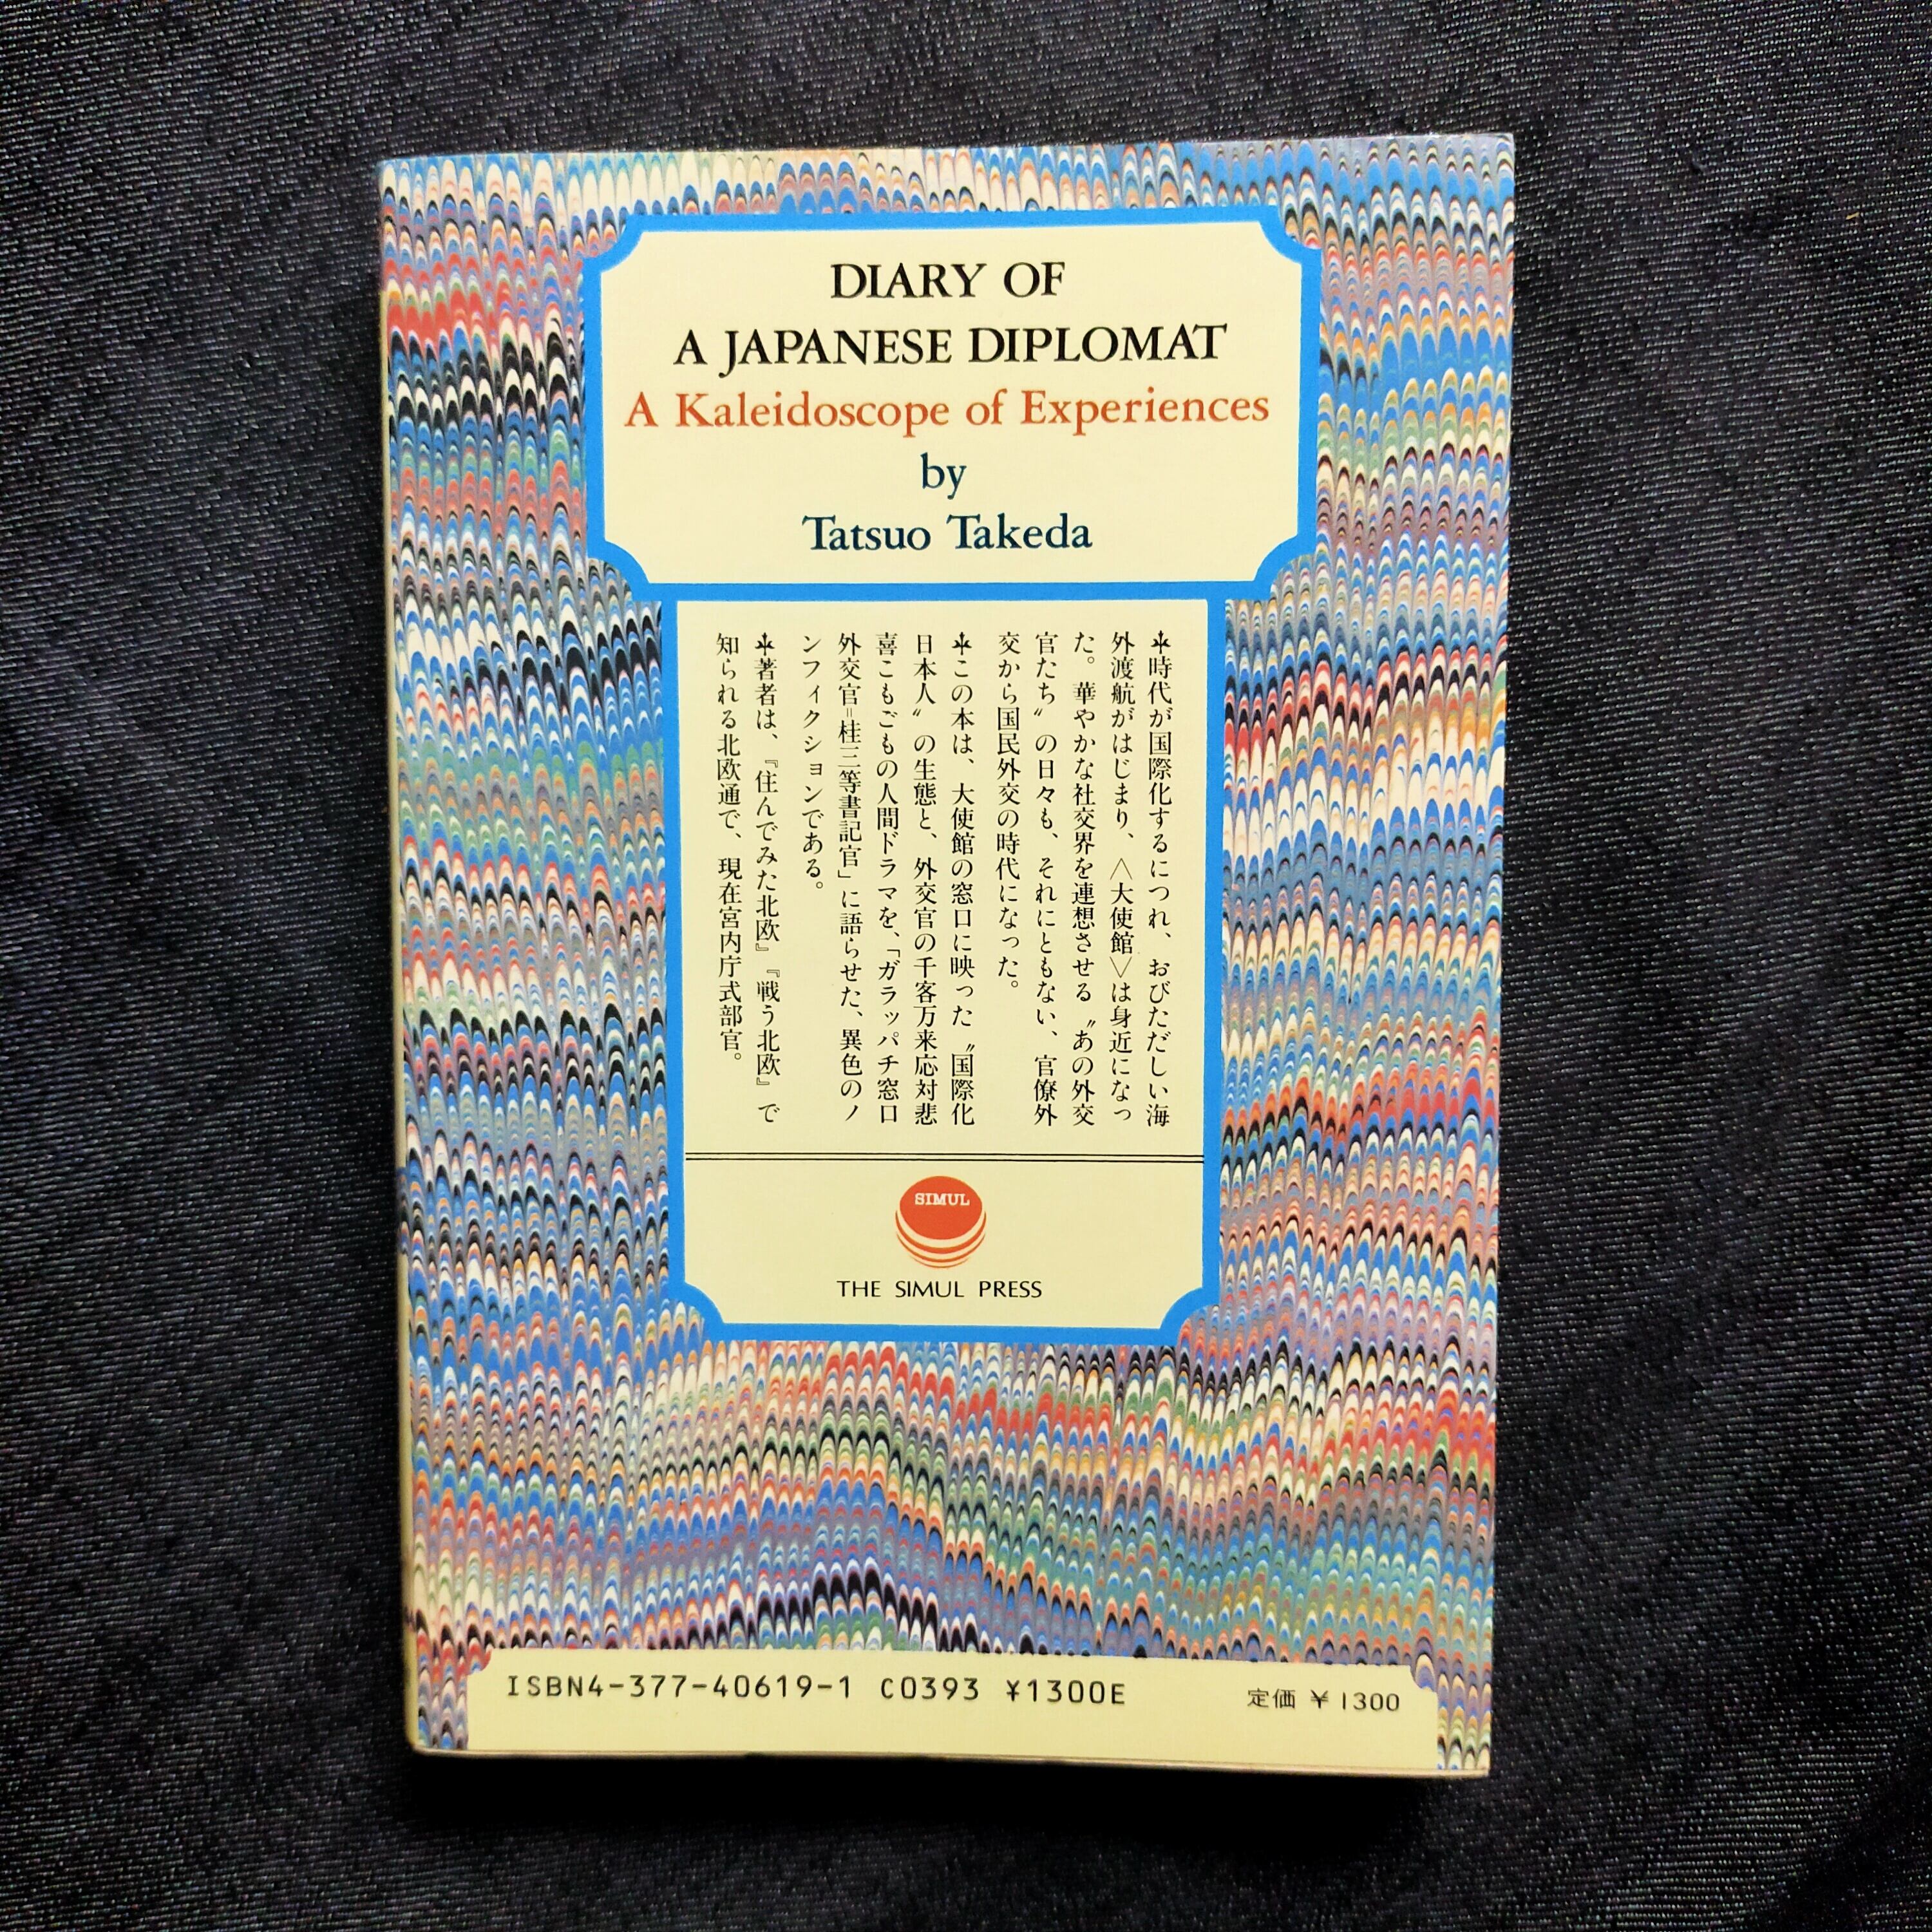 DIARY OF
A JAPANESE DIPLOMAT
A Kaleidoscope of Experiences
by
Tatsuo Takeda
✤時代が国際化するにつれ、おびただしい海
外渡航がはじまり、〈大使館〉は身近になっ
た。華やかな社交界を連想させる〝あの外交
官たち〟の日々も、それにともない、官僚外
交から国民外交の時代になった。
✤この本は、大使館の窓口に映った〝国際化
日本人〟の生態と、外交官の千客万来応対悲
喜こもごもの人間ドラマを、「ガラッパチ窓口
外交官=桂三等書記官」に語らせた、異色のノ
ンフィクションである。
✤著者は、『住んでみた北欧』『戦う北欧』で
知られる北欧通で、現在宮内庁式部官。
SIMUL
THE SIMUL PRESS
ISBN4-377-40619-1 C0393 ¥1300E
定価 ¥1300